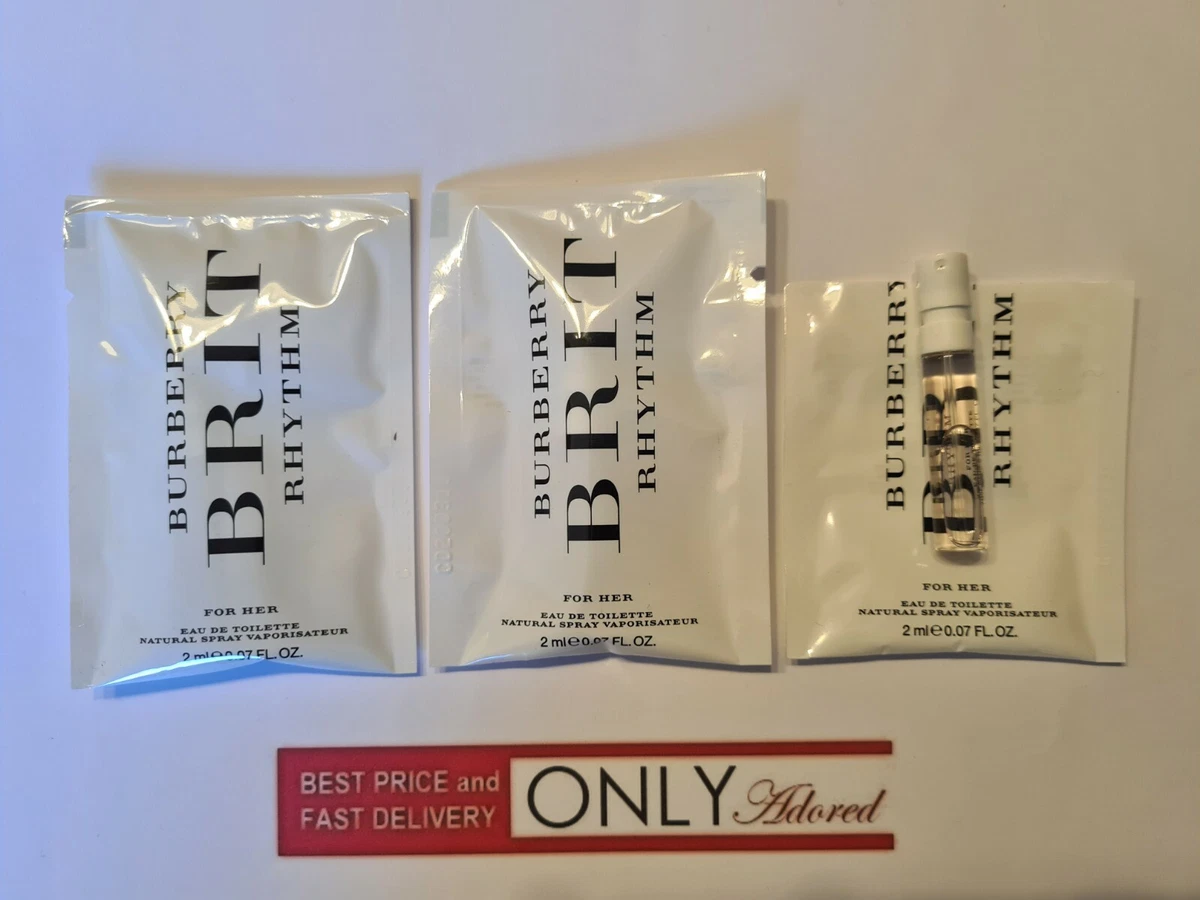 BURBERRY
BRIT
RHYTHM
FOR HER
EAU DE TOILETTE
NATURAL SPRAY VAPORISATEUR
2 ml e 0.07 FL.OZ.
BURBERRY
BRIT
RHYTHM
FOR HER
EAU DE TOILETTE
NATURAL SPRAY VAPORISATEUR
2 ml e 0.07 FL.OZ.
BURBERRY
RHYTHM
FOR HER
EAU DE TOILETTE
NATURAL SPRAY VAPORISATEUR
2 ml e 0.07 FL.OZ.
BEST PRICE and
FAST DELIVERY
ONLY Adored